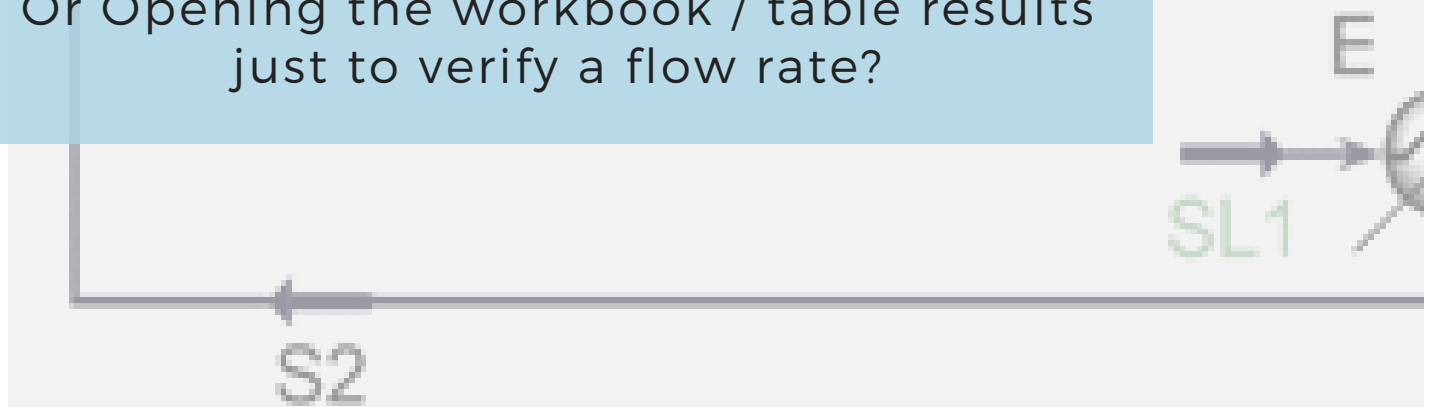 Or Opening the workbook / table results
just to verify a flow rate?
E
SL1
S2